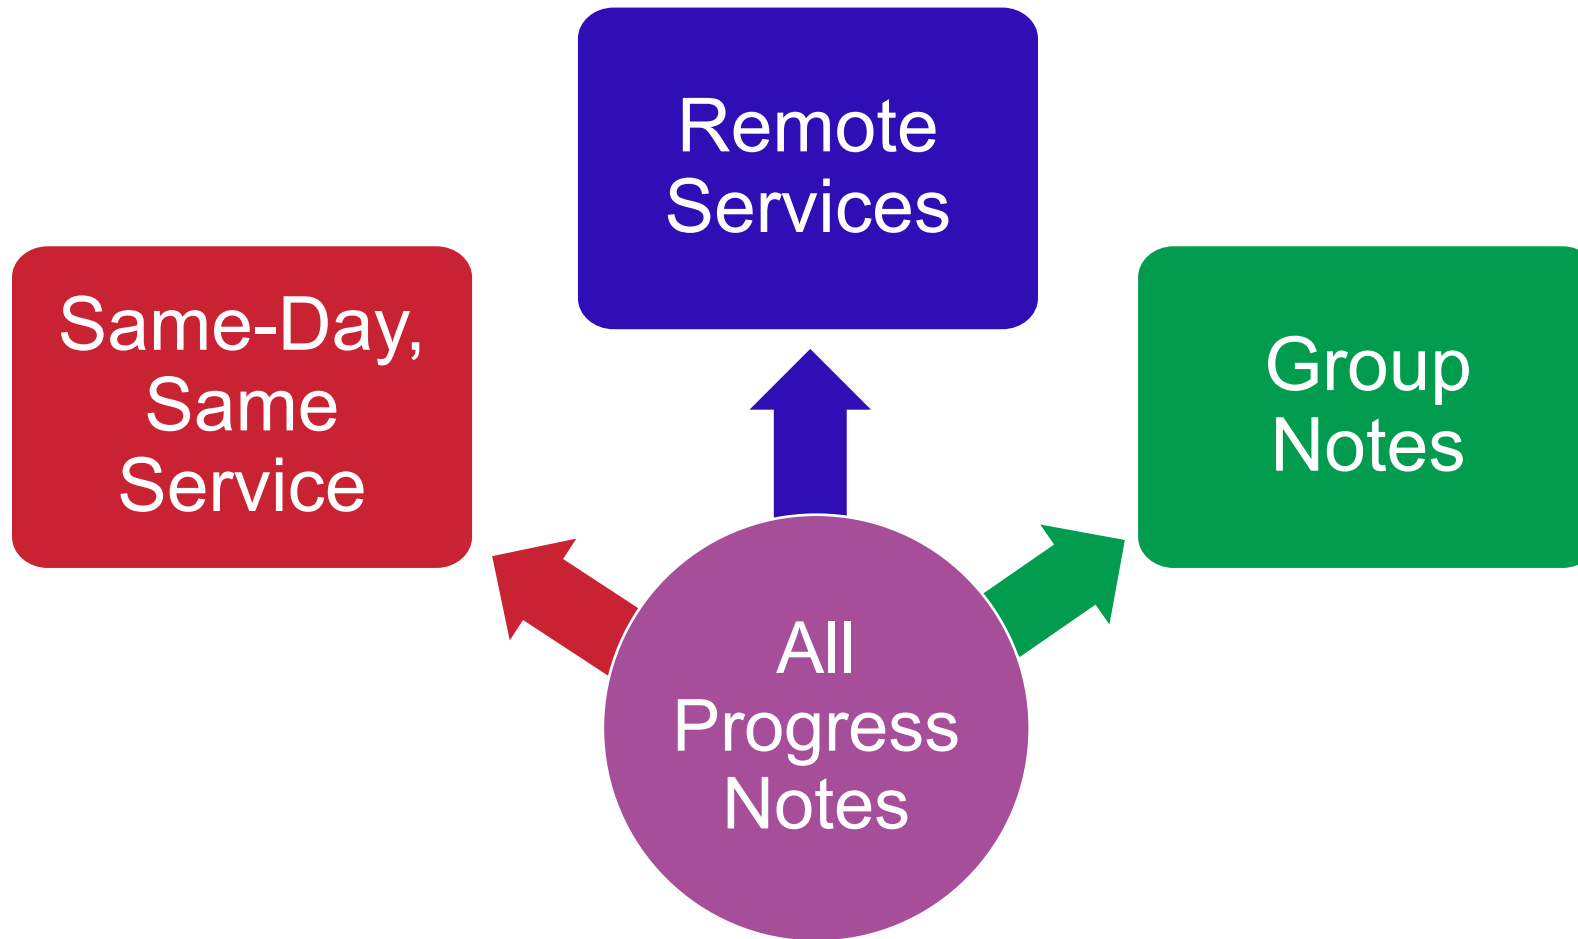 Remote
Services
Same-Day,
Same
Service
Group
Notes
All
Progress
Notes